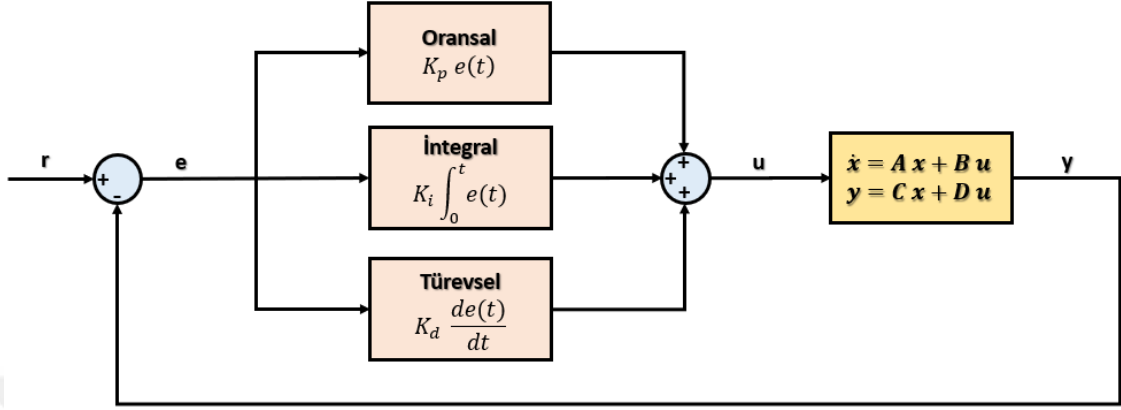 Oransal
K_p e(t)
r
+
-
e
İntegral
K_i ∫_0^t e(t)
+
+
+
u
ẋ = A x + B u
y = C x + D u
y
Türevsel
K_d de(t)/dt